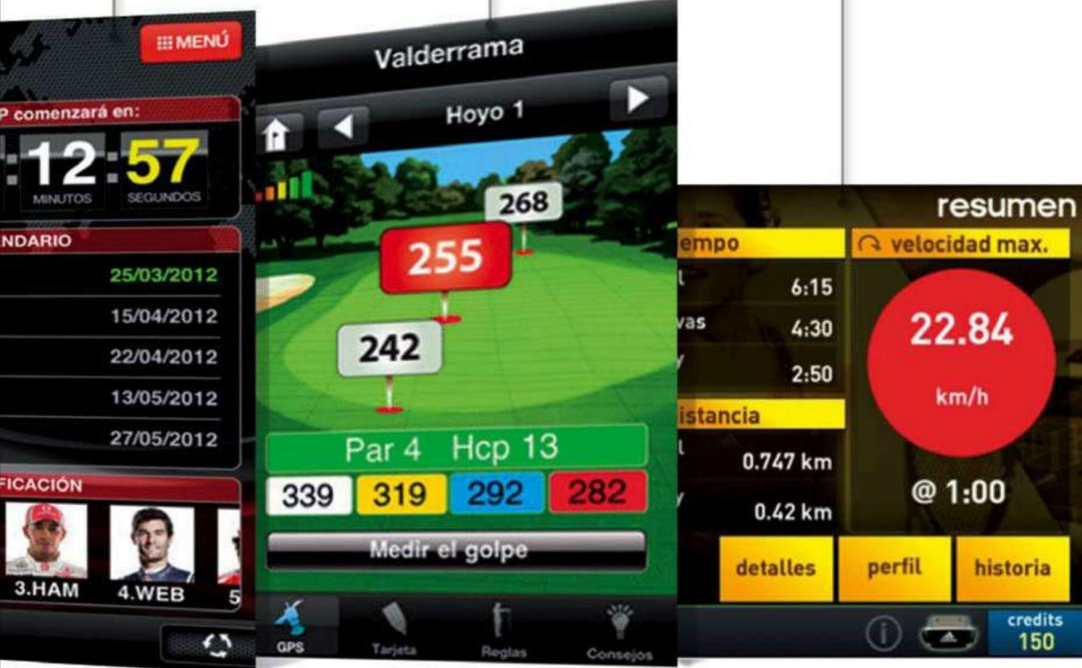 MENÚ
P comenzará en:
:12:57
MINUTOS SEGUNDOS
NDARIO
25/03/2012
15/04/2012
22/04/2012
13/05/2012
27/05/2012
FICACIÓN
3.HAM 4.WEB 5
Valderrama
Hoyo 1
268
255
242
Par 4 Hcp 13
339 319 292 282
Medir el golpe
GPS Tarjeta Reglas Consejos
resumen
empo
l 6:15
vas 4:30
y 2:50
istancia
l 0.747 km
y 0.42 km
velocidad max.
22.84
km/h
@ 1:00
detalles perfil historia
credits
150